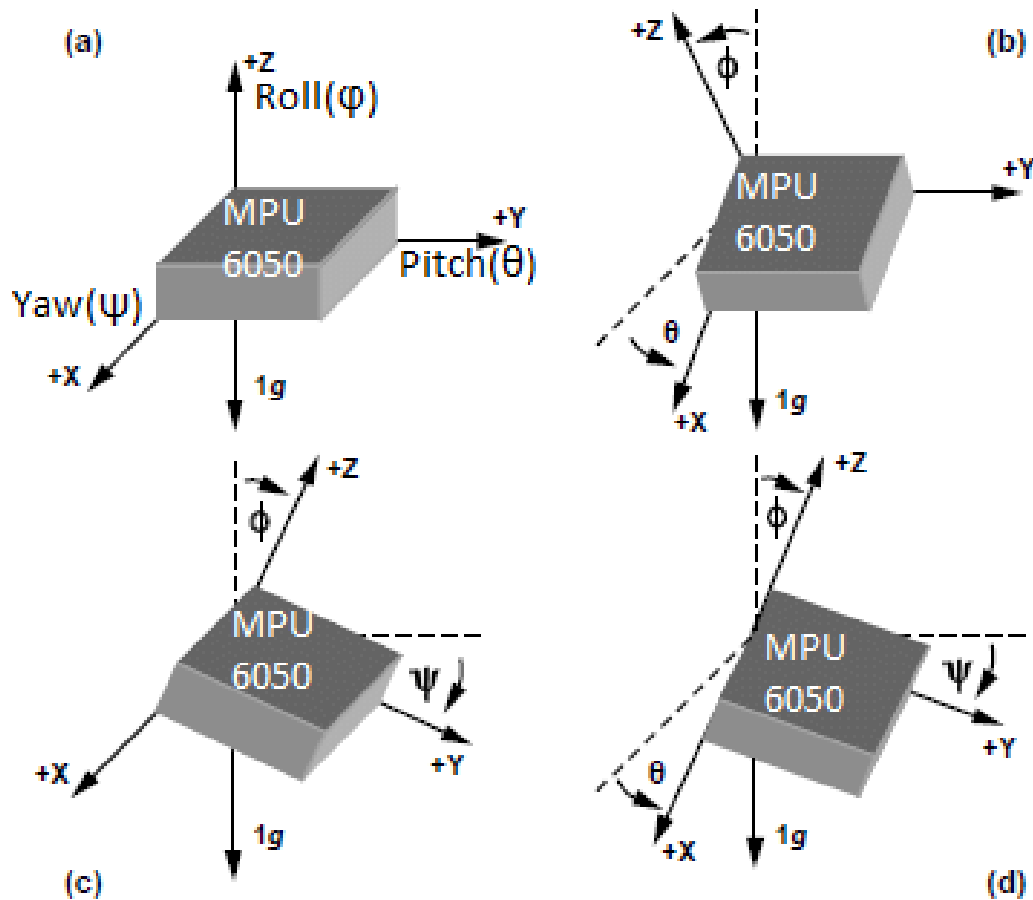 (a)
+Z
Roll(φ)
MPU
6050
+Y
Pitch(θ)
Yaw(ψ)
+X
1g
(b)
+Z
ϕ
MPU
6050
+Y
θ
+X
1g
(c)
+Z
ϕ
MPU
6050
ψ
+Y
+X
1g
(d)
+Z
ϕ
MPU
6050
ψ
+Y
θ
+X
1g